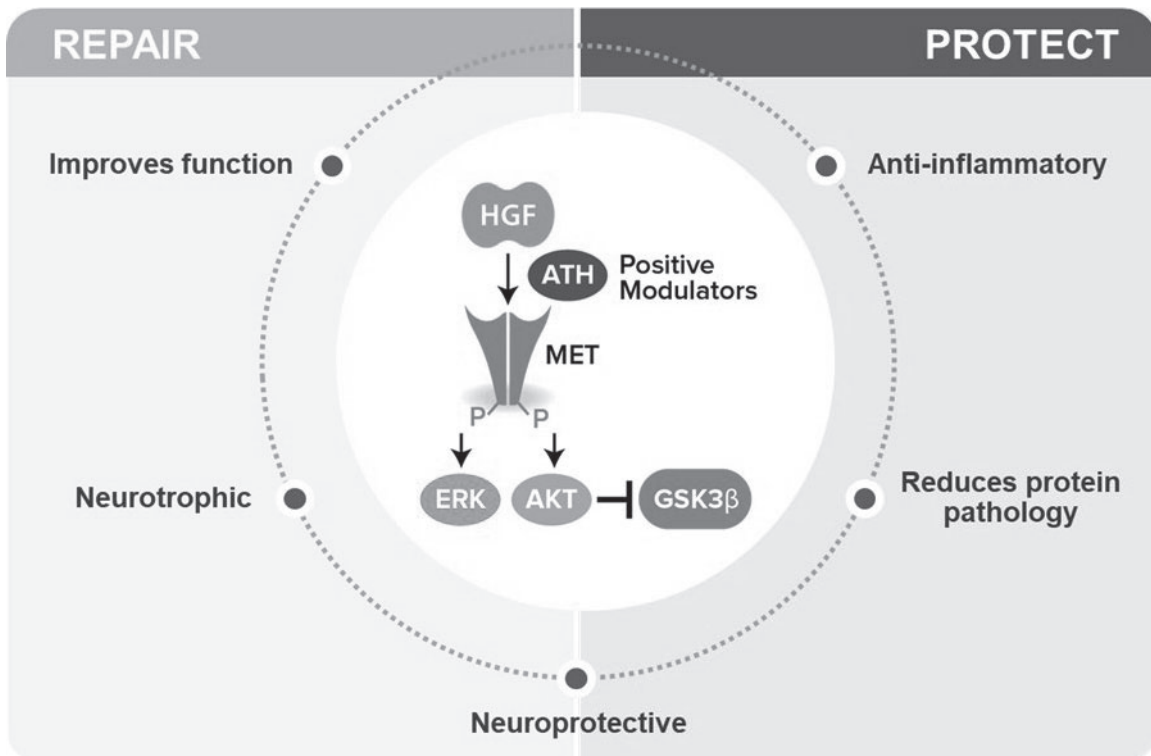 REPAIR
PROTECT
Improves function
Anti-inflammatory
HGF
ATH
Positive
Modulators
MET
P
P
Neurotrophic
ERK
AKT
GSK3β
Reduces protein
pathology
Neuroprotective